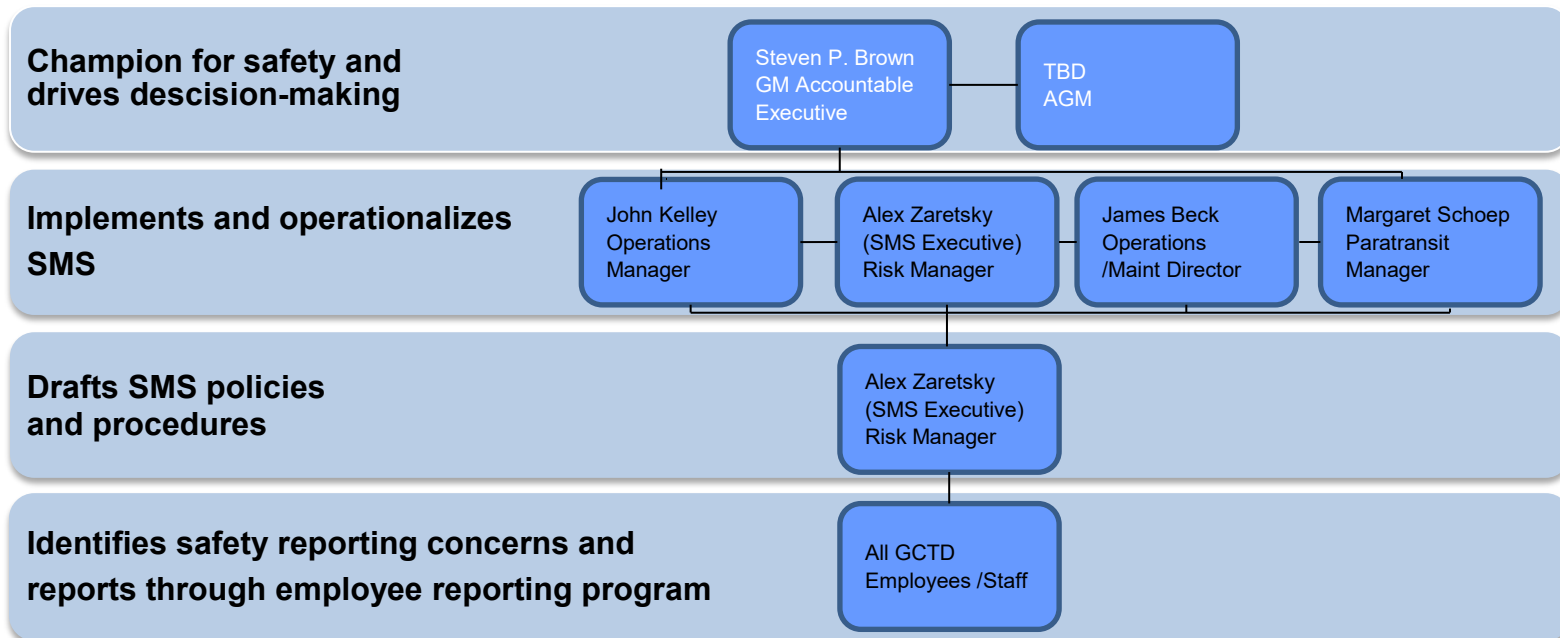 Champion for safety and
drives descision-making
Steven P. Brown
GM Accountable
Executive
TBD
AGM
Implements and operationalizes
SMS
John Kelley
Operations
Manager
Alex Zaretsky
(SMS Executive)
Risk Manager
James Beck
Operations
/Maint Director
Margaret Schoep
Paratransit
Manager
Drafts SMS policies
and procedures
Alex Zaretsky
(SMS Executive)
Risk Manager
Identifies safety reporting concerns and
reports through employee reporting program
All GCTD
Employees /Staff